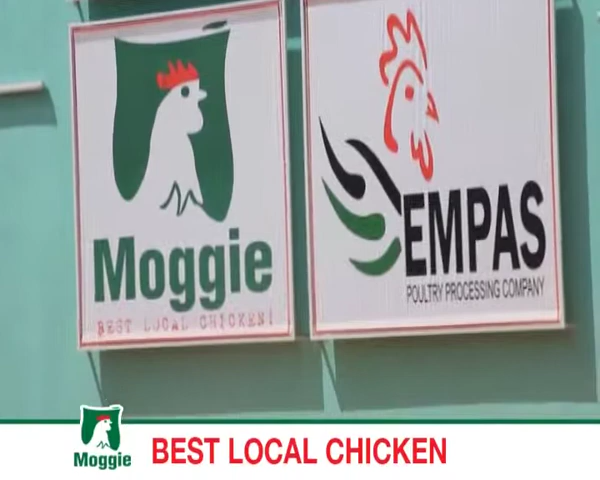 Moggie
BEST LOCAL CHICKEN!
EMPAS
POULTRY PROCESSING COMPANY
Moggie
BEST LOCAL CHICKEN